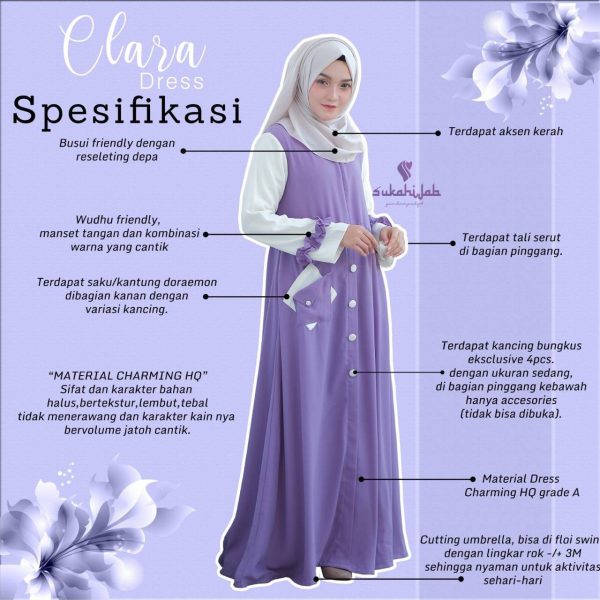 Clara
Dress
Spesifikasi
Busui friendly dengan
reseleting depa
Terdapat aksen kerah
sukahijab
Wudhu friendly,
manset tangan dan kombinasi
warna yang cantik
Terdapat tali serut
di bagian pinggang.
Terdapat saku/kantung doraemon
dibagian kanan dengan
variasi kancing.
Terdapat kancing bungkus
eksclusive 4pcs.
dengan ukuran sedang,
di bagian pinggang kebawah
hanya accesories
(tidak bisa dibuka).
“MATERIAL CHARMING HQ”
Sifat dan karakter bahan
halus,bertekstur,lembut,tebal
tidak menerawang dan karakter kain nya
bervolume jatoh cantik.
Material Dress
Charming HQ grade A
Cutting umbrella, bisa di floi swin
dengan lingkar rok -/+ 3M
sehingga nyaman untuk aktivitas
sehari-hari